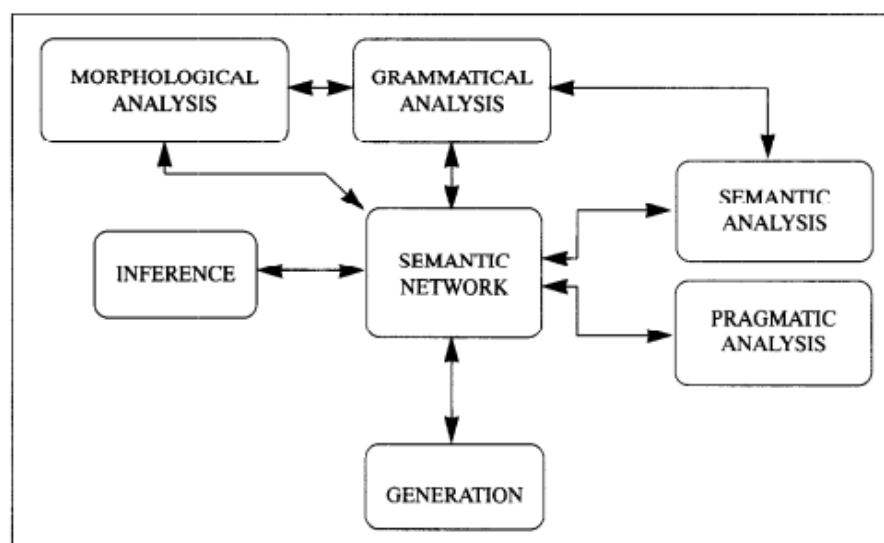 MORPHOLOGICAL
ANALYSIS
GRAMMATICAL
ANALYSIS
SEMANTIC
ANALYSIS
INFERENCE
SEMANTIC
NETWORK
PRAGMATIC
ANALYSIS
GENERATION